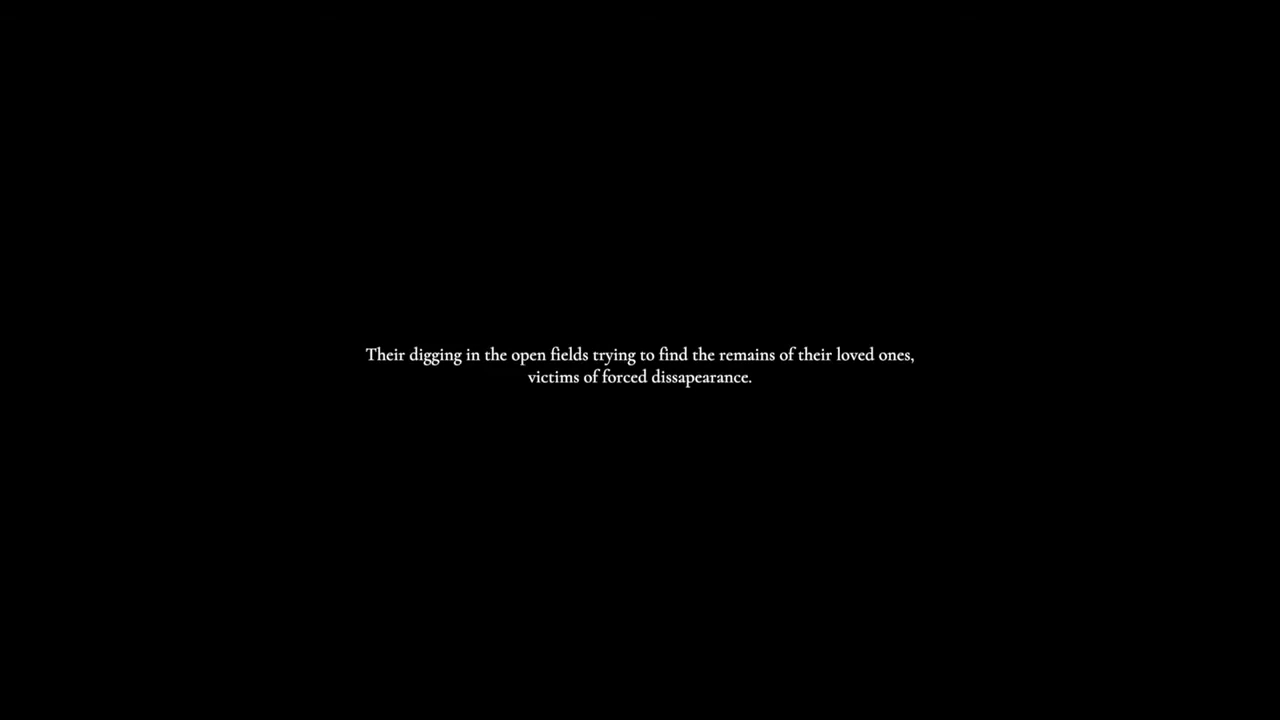 Their digging in the open fields trying to find the remains of their loved ones,
victims of forced dissapearance.